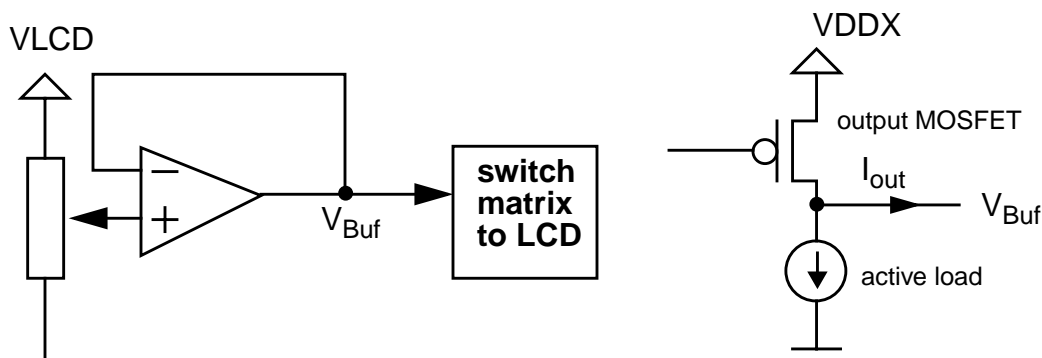 VLCD
−
+
VBuf
switch
matrix
to LCD
VDDX
output MOSFET
Iout
VBuf
active load